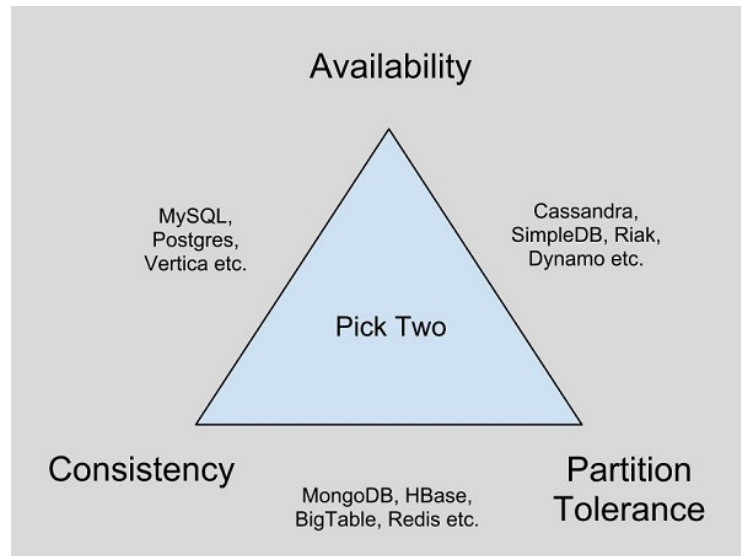 Availability
MySQL,
Postgres,
Vertica etc.
Cassandra,
SimpleDB, Riak,
Dynamo etc.
Pick Two
Consistency
MongoDB, HBase,
BigTable, Redis etc.
Partition
Tolerance